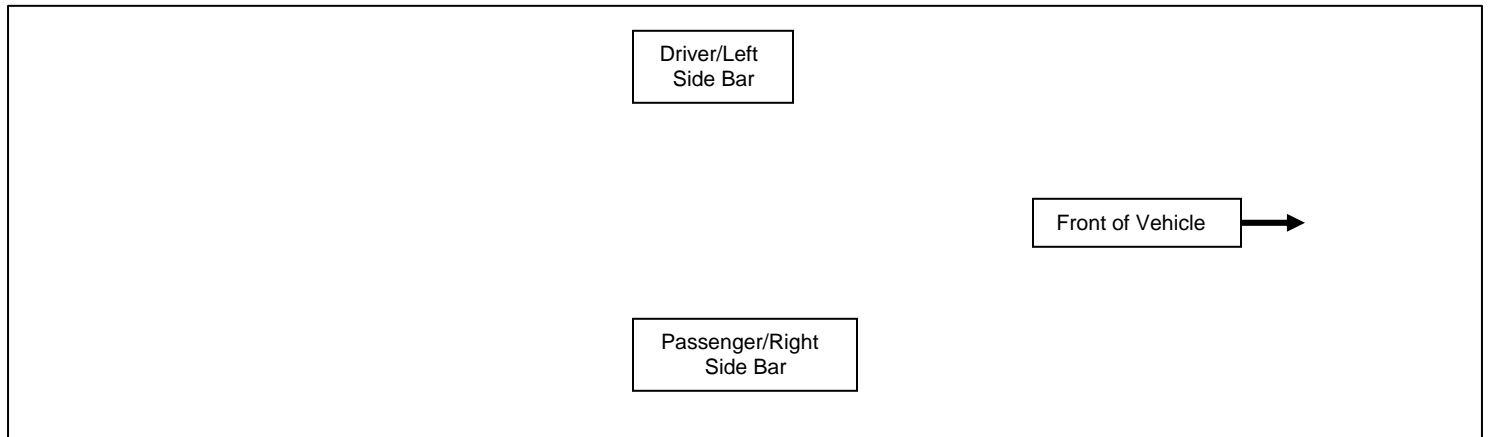 Driver/Left
Side Bar
Front of Vehicle
Passenger/Right
Side Bar